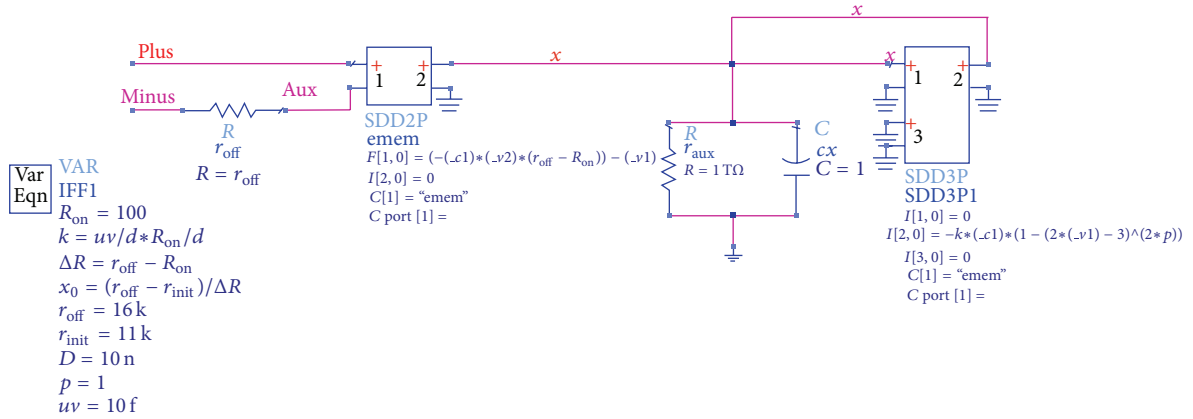 x
Plus
x
x
+
1
2
+
+
1
2
+
+
3
Minus
Aux
R
r_off
R = r_off
SDD2P
emem
F[1, 0] = (−(_c1)*(_v2)*(r_off − R_on)) − (_v1)
I[2, 0] = 0
C[1] = “emem”
C port [1] =
R
r_aux
R = 1 TΩ
C
cx
C = 1
SDD3P
SDD3P1
I[1, 0] = 0
I[2, 0] = −k*(_c1)*(1 − (2*(_v1) − 3)^(2*p))
I[3, 0] = 0
C[1] = “emem”
C port [1] =
Var
Eqn
VAR
IFF1
R_on = 100
k = uv/d*R_on/d
ΔR = r_off − R_on
x_0 = (r_off − r_init)/ΔR
r_off = 16 k
r_init = 11 k
D = 10 n
p = 1
uv = 10 f